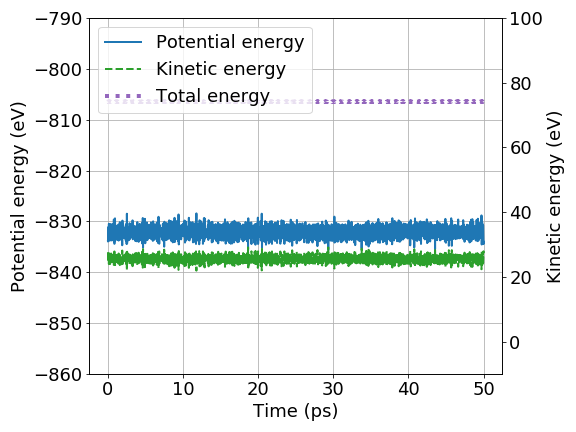 Potential energy (eV)
−790
−800
−810
−820
−830
−840
−850
−860
Potential energy
Kinetic energy
Total energy
100
80
60
40
20
0
Kinetic energy (eV)
0 10 20 30 40 50
Time (ps)